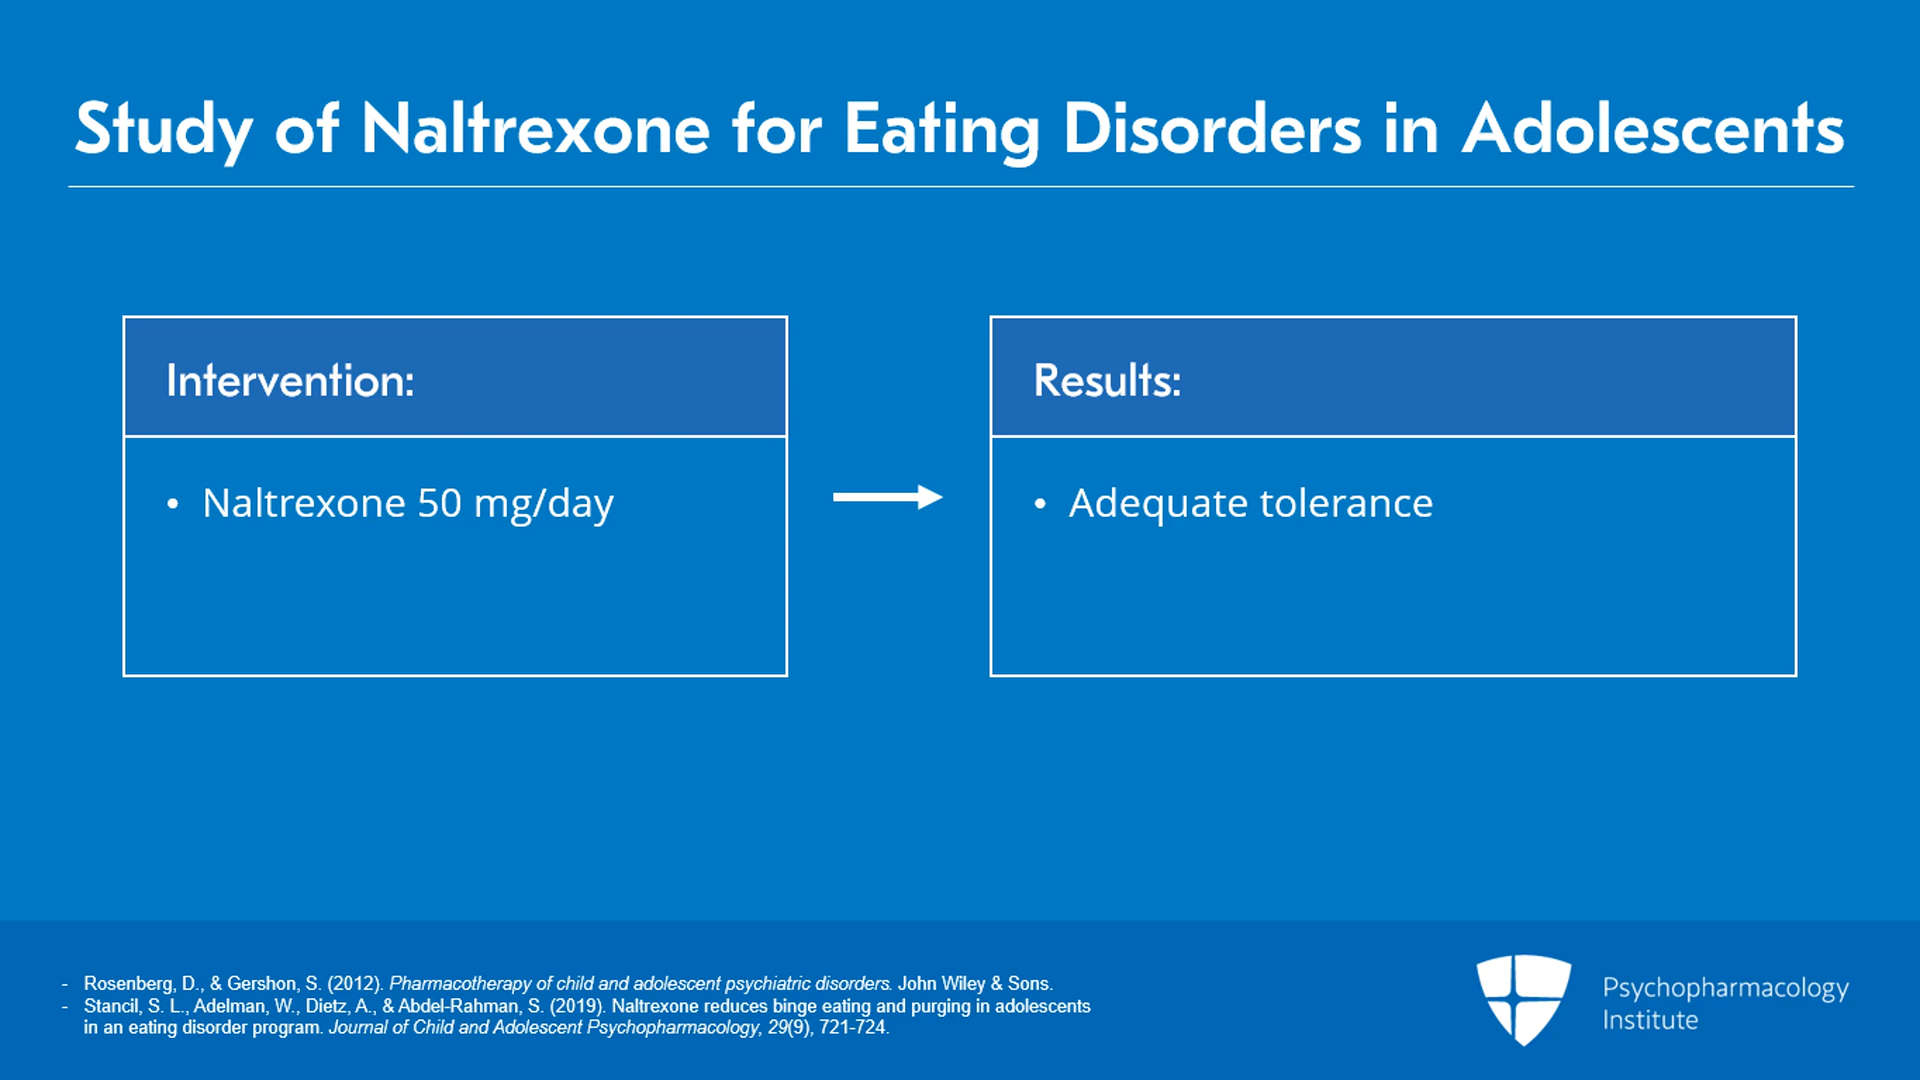 Study of Naltrexone for Eating Disorders in Adolescents
Intervention:
• Naltrexone 50 mg/day
Results:
• Adequate tolerance
- Rosenberg, D., & Gershon, S. (2012). Pharmacotherapy of child and adolescent psychiatric disorders. John Wiley & Sons.
- Stancil, S. L., Adelman, W., Dietz, A., & Abdel-Rahman, S. (2019). Naltrexone reduces binge eating and purging in adolescents
in an eating disorder program. Journal of Child and Adolescent Psychopharmacology, 29(9), 721-724.
Psychopharmacology
Institute